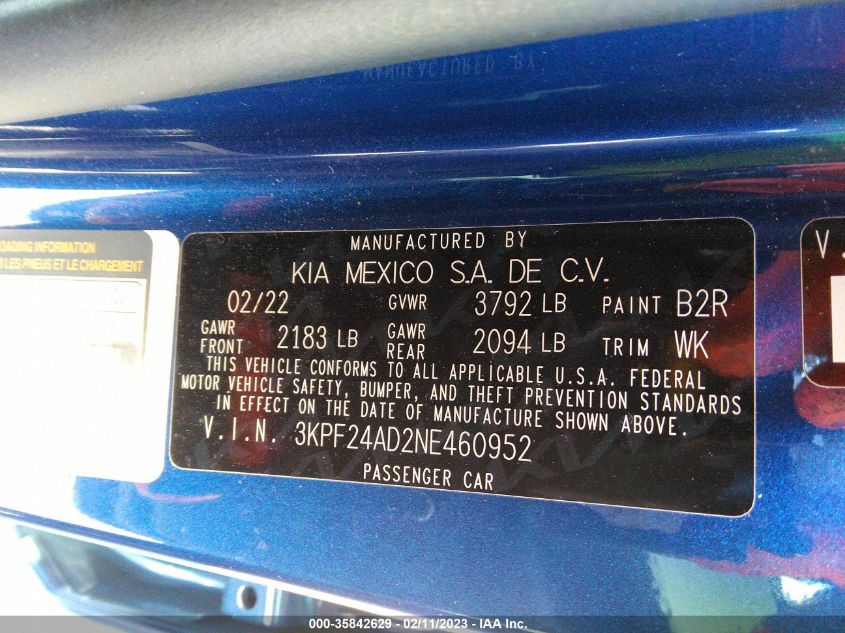 MANUFACTURED BY
OADING INFORMATION
R LES PNEUS ET LE CHARGEMENT
MANUFACTURED BY
KIA MEXICO S.A. DE C.V.
02/22 GVWR 3792 LB PAINT B2R
GAWR FRONT 2183 LB GAWR REAR 2094 LB TRIM WK
THIS VEHICLE CONFORMS TO ALL APPLICABLE U.S.A. FEDERAL
MOTOR VEHICLE SAFETY, BUMPER, AND THEFT PREVENTION STANDARDS
IN EFFECT ON THE DATE OF MANUFACTURE SHOWN ABOVE.
V.I.N. 3KPF24AD2NE460952
PASSENGER CAR
V.
000-35842629 - 02/11/2023 - IAA Inc.